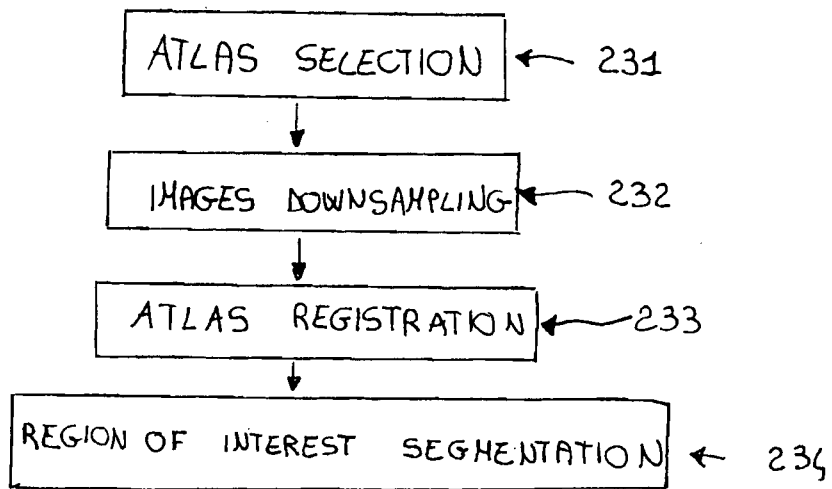 ATLAS SELECTION 231
IMAGES DOWNSAMPLING 232
ATLAS REGISTRATION 233
REGION OF INTEREST SEGMENTATION 234